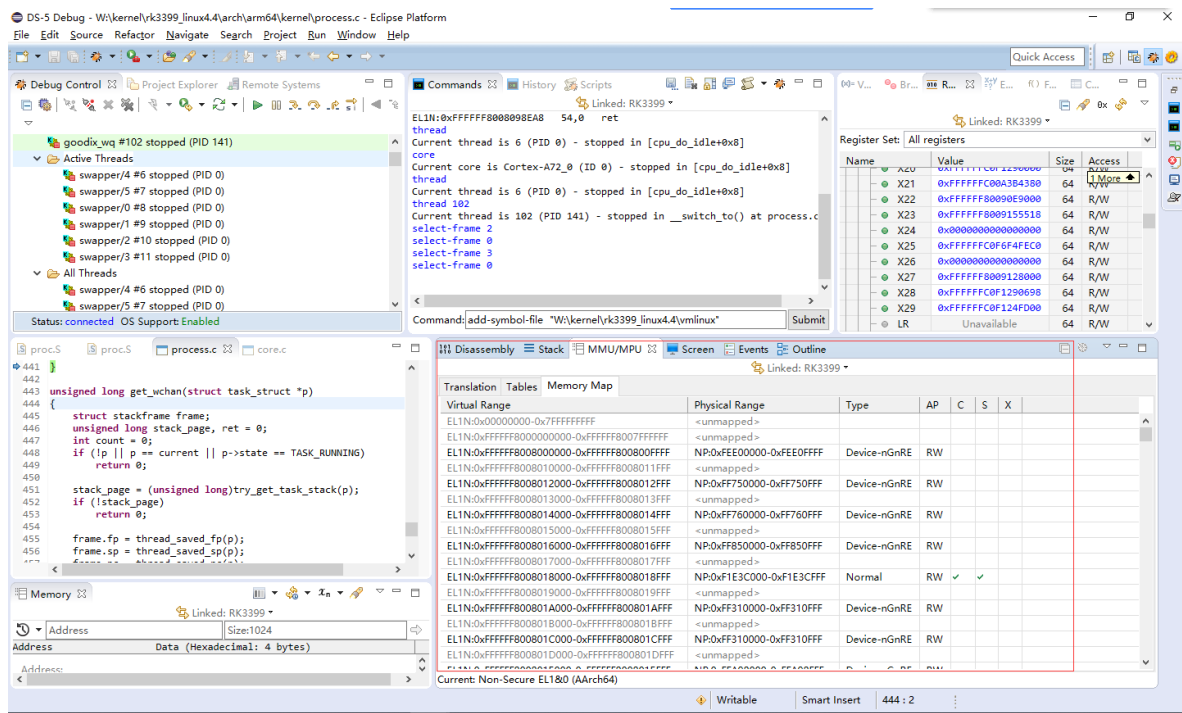 DS-5 Debug - W:\kernel\rk3399_linux4.4\arch\arm64\kernel\process.c - Eclipse Platform
File Edit Source Refactor Navigate Search Project Run Window Help
Quick Access
Debug Control Project Explorer Remote Systems
goodix_wq #102 stopped (PID 141)
Active Threads
swapper/4 #6 stopped (PID 0)
swapper/5 #7 stopped (PID 0)
swapper/0 #8 stopped (PID 0)
swapper/1 #9 stopped (PID 0)
swapper/2 #10 stopped (PID 0)
swapper/3 #11 stopped (PID 0)
All Threads
swapper/4 #6 stopped (PID 0)
swapper/5 #7 stopped (PID 0)
Status: connected OS Support: Enabled
Commands History Scripts
Linked: RK3399
EL1N:0xFFFFFF8008098EA8 54,0 ret
thread
Current thread is 6 (PID 0) - stopped in [cpu_do_idle+0x8]
core
Current core is Cortex-A72_0 (ID 0) - stopped in [cpu_do_idle+0x8]
thread
Current thread is 6 (PID 0) - stopped in [cpu_do_idle+0x8]
thread 102
Current thread is 102 (PID 141) - stopped in __switch_to() at process.c
select-frame 2
select-frame 0
select-frame 3
select-frame 0
Command: add-symbol-file "W:\kernel\rk3399_linux4.4\vmlinux" Submit
(x)= V... Br... R... E... f() F... C...
Linked: RK3399
Register Set: All registers
Name Value Size Access
X20 0xFFFFFFC0F1290000 64 R/W
1 More
X21 0xFFFFFFC00A3B4380 64 R/W
X22 0xFFFFFF80090E9000 64 R/W
X23 0xFFFFFF8009155518 64 R/W
X24 0x0000000000000000 64 R/W
X25 0xFFFFFFC0F6F4FEC0 64 R/W
X26 0x0000000000000000 64 R/W
X27 0xFFFFFF8009128000 64 R/W
X28 0xFFFFFFC0F1290698 64 R/W
X29 0xFFFFFFC0F124FD00 64 R/W
LR Unavailable 64 R/W
proc.S proc.S process.c core.c
441 }
442
443 unsigned long get_wchan(struct task_struct *p)
444 {
445 struct stackframe frame;
446 unsigned long stack_page, ret = 0;
447 int count = 0;
448 if (!p || p == current || p->state == TASK_RUNNING)
449 return 0;
450
451 stack_page = (unsigned long)try_get_task_stack(p);
452 if (!stack_page)
453 return 0;
454
455 frame.fp = thread_saved_fp(p);
456 frame.sp = thread_saved_sp(p);
Memory
Linked: RK3399
Address Size:1024
Address Data (Hexadecimal: 4 bytes)
Address:
Disassembly Stack MMU/MPU Screen Events Outline
Linked: RK3399
Translation Tables Memory Map
Virtual Range Physical Range Type AP C S X
EL1N:0x00000000-0x7FFFFFFFFF <unmapped>
EL1N:0xFFFFFF8000000000-0xFFFFFF8007FFFFFF <unmapped>
EL1N:0xFFFFFF8008000000-0xFFFFFF800800FFFF NP:0xFEE00000-0xFEE0FFFF Device-nGnRE RW
EL1N:0xFFFFFF8008010000-0xFFFFFF8008011FFF <unmapped>
EL1N:0xFFFFFF8008012000-0xFFFFFF8008012FFF NP:0xFF750000-0xFF750FFF Device-nGnRE RW
EL1N:0xFFFFFF8008013000-0xFFFFFF8008013FFF <unmapped>
EL1N:0xFFFFFF8008014000-0xFFFFFF8008014FFF NP:0xFF760000-0xFF760FFF Device-nGnRE RW
EL1N:0xFFFFFF8008015000-0xFFFFFF8008015FFF <unmapped>
EL1N:0xFFFFFF8008016000-0xFFFFFF8008016FFF NP:0xFF850000-0xFF850FFF Device-nGnRE RW
EL1N:0xFFFFFF8008017000-0xFFFFFF8008017FFF <unmapped>
EL1N:0xFFFFFF8008018000-0xFFFFFF8008018FFF NP:0xF1E3C000-0xF1E3CFFF Normal RW ✓ ✓
EL1N:0xFFFFFF8008019000-0xFFFFFF8008019FFF <unmapped>
EL1N:0xFFFFFF800801A000-0xFFFFFF800801AFFF NP:0xFF310000-0xFF310FFF Device-nGnRE RW
EL1N:0xFFFFFF800801B000-0xFFFFFF800801BFFF <unmapped>
EL1N:0xFFFFFF800801C000-0xFFFFFF800801CFFF NP:0xFF310000-0xFF310FFF Device-nGnRE RW
EL1N:0xFFFFFF800801D000-0xFFFFFF800801DFFF <unmapped>
Current: Non-Secure EL1&0 (AArch64)
Writable Smart Insert 444 : 2